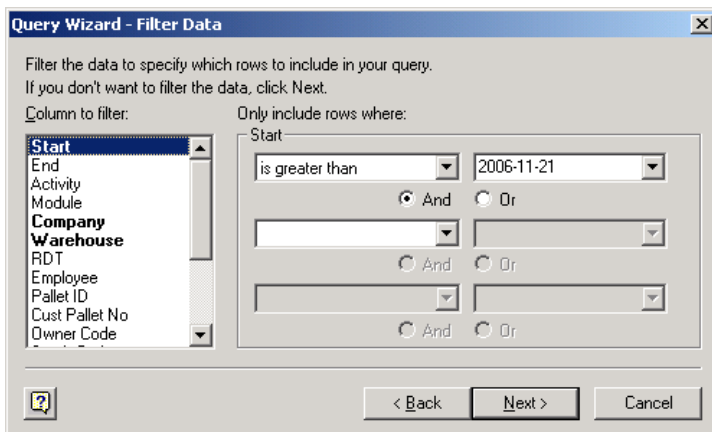 Query Wizard - Filter Data
Filter the data to specify which rows to include in your query.
If you don't want to filter the data, click Next.
Column to filter: Only include rows where:
Start
End
Activity
Module
Company
Warehouse
RDT
Employee
Pallet ID
Cust Pallet No
Owner Code
Start
is greater than 2006-11-21
And Or
And Or
And Or
< Back Next > Cancel